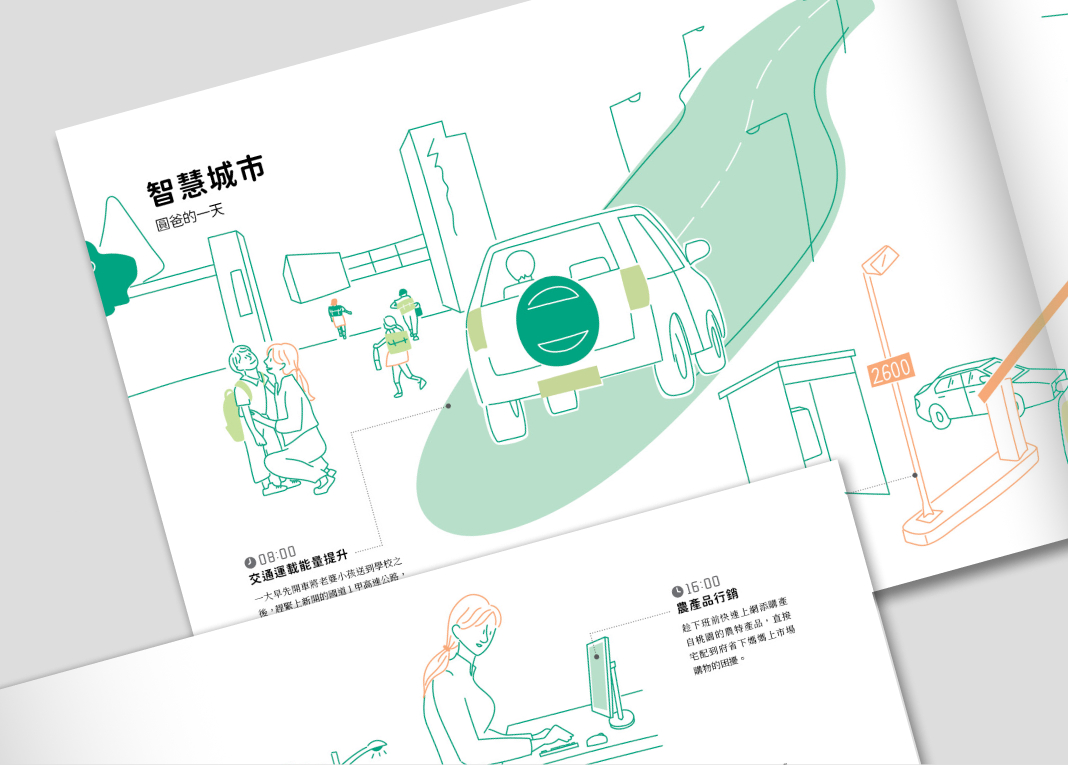 智慧城市
圓爸的一天
2600
08:00
交通運載能量提升
一大早先開車將老婆小孩送到學校之
後，趕緊上新開的國道1甲高速公路，
16:00
農產品行銷
趁下班前快速上網添購產
自桃園的農特產品，直接
宅配到府省下媽媽上市場
購物的困擾。